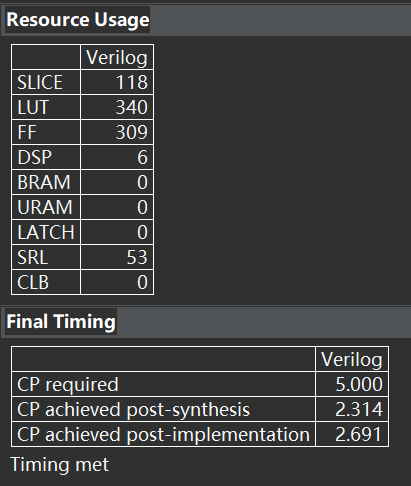 Resource Usage
Verilog
SLICE 118
LUT 340
FF 309
DSP 6
BRAM 0
URAM 0
LATCH 0
SRL 53
CLB 0
Final Timing
Verilog
CP required 5.000
CP achieved post-synthesis 2.314
CP achieved post-implementation 2.691
Timing met